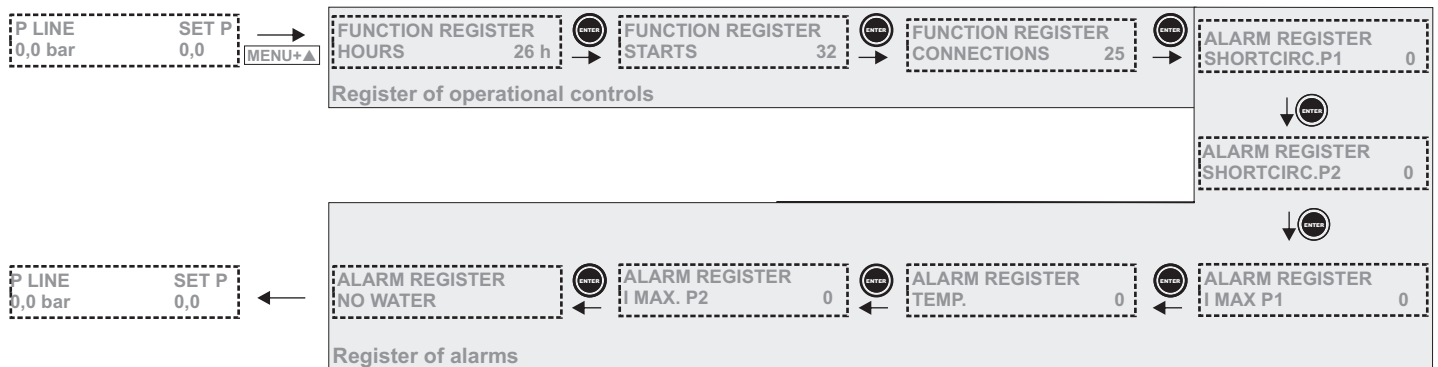 P LINE SET P
0,0 bar 0,0
MENU+▲
FUNCTION REGISTER
HOURS 26 h
ENTER
FUNCTION REGISTER
STARTS 32
ENTER
FUNCTION REGISTER
CONNECTIONS 25
ENTER
ALARM REGISTER
SHORTCIRC.P1 0
Register of operational controls
ENTER
ALARM REGISTER
SHORTCIRC.P2 0
ENTER
ALARM REGISTER
I MAX P1 0
ENTER
ALARM REGISTER
TEMP. 0
ENTER
ALARM REGISTER
I MAX. P2 0
ENTER
ALARM REGISTER
NO WATER
P LINE SET P
0,0 bar 0,0
Register of alarms